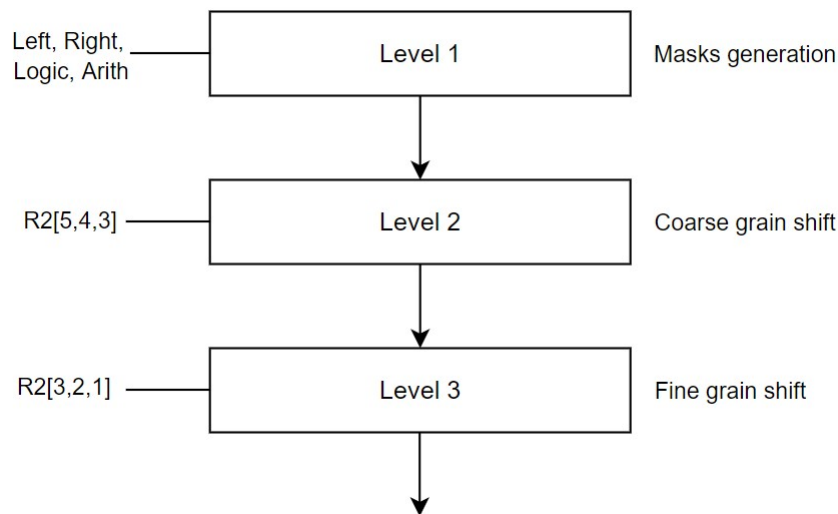 Left, Right,
Logic, Arith
Level 1
Masks generation
R2[5,4,3]
Level 2
Coarse grain shift
R2[3,2,1]
Level 3
Fine grain shift